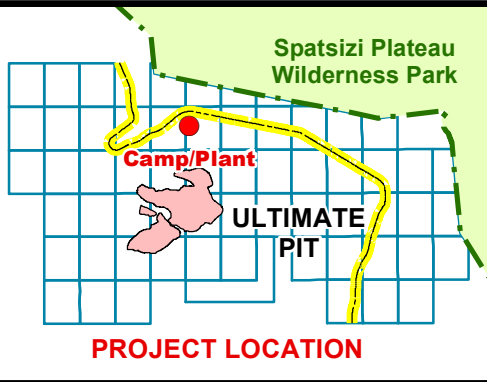 Spatsizi Plateau
Wilderness Park
Camp/Plant
ULTIMATE
PIT
PROJECT LOCATION